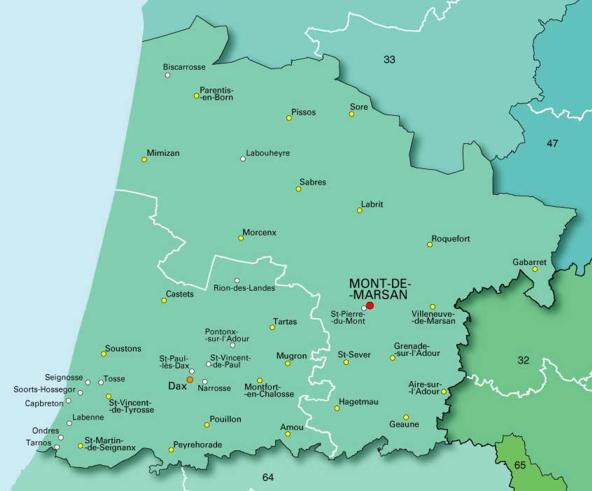 33
Biscarrosse
Parentis-
-en-Born
Pissos
Sore
47
Mimizan
Labouheyre
Sabres
Labrit
Morcenx
Roquefort
Gabarret
Rion-des-Landes
MONT-DE-
-MARSAN
Castets
St-Pierre-
-du-Mont
Villeneuve-
-de-Marsan
Tartas
Pontonx-
-sur-l'Adour
Soustons
St-Paul-
-lès-Dax
St-Vincent-
-de-Paul
Mugron
St-Sever
Grenade-
-sur-l'Adour
32
Seignosse
Tosse
Dax
Narrosse
Montfort-
-en-Chalosse
Aire-sur-
-l'Adour
Soorts-Hossegor
Capbreton
St-Vincent-
-de-Tyrosse
Hagetmau
Labenne
Pouillon
Geaune
Ondres
Amou
Tarnos
St-Martin-
-de-Seignanx
Peyrehorade
64
65